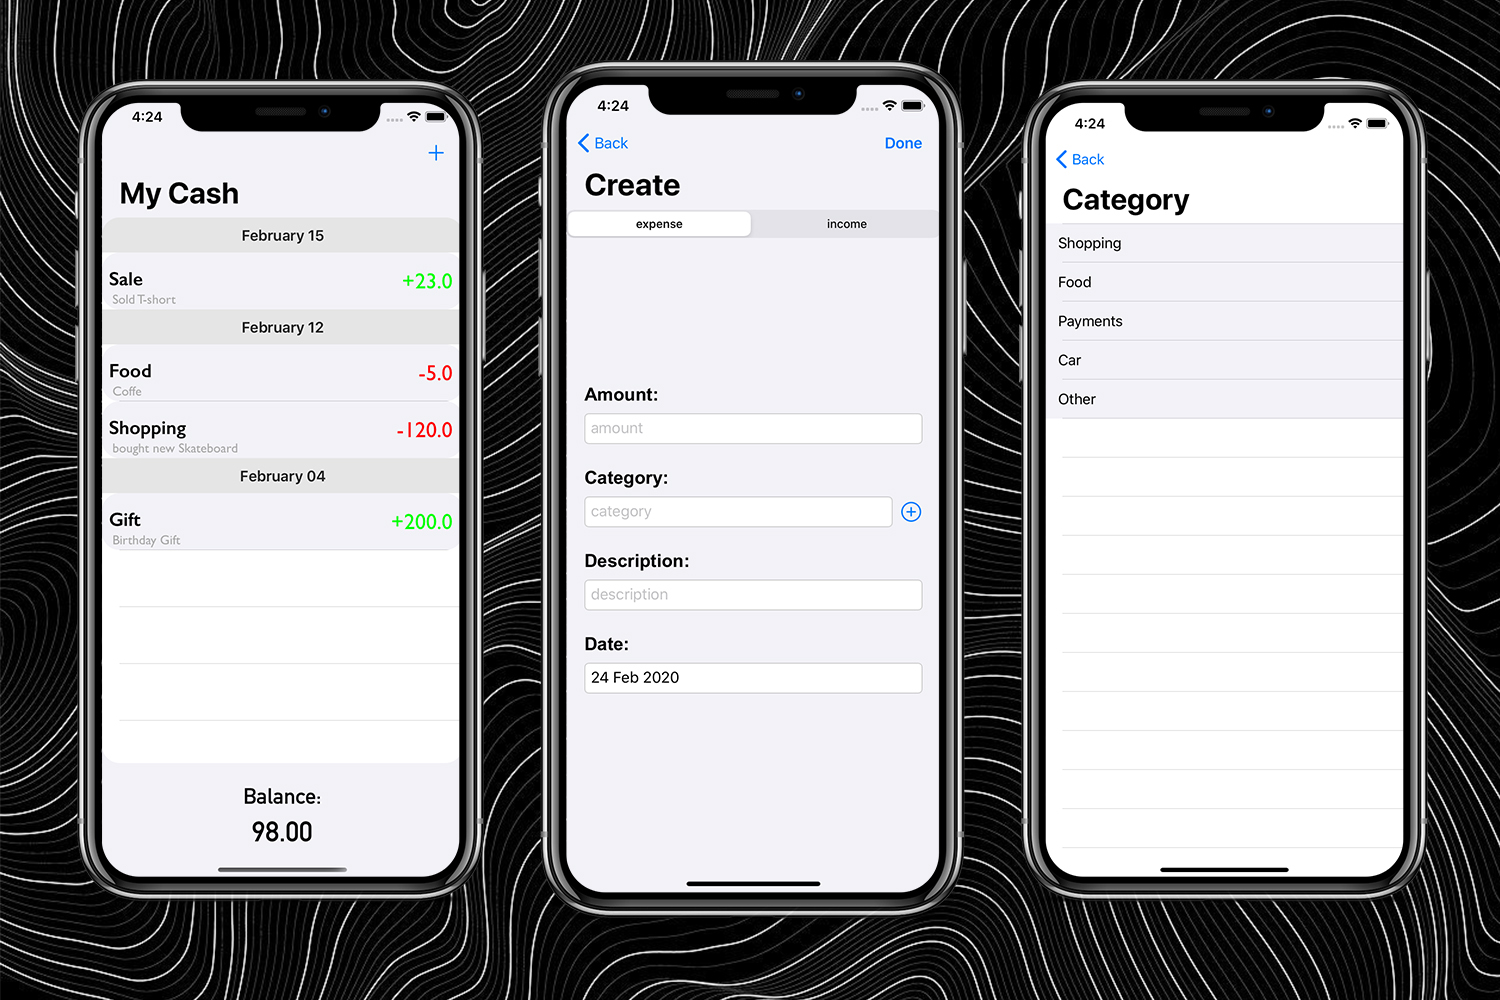 4:24
My Cash
February 15
Sale +23.0
Sold T-short
February 12
Food -5.0
Coffe
Shopping -120.0
bought new Skateboard
February 04
Gift +200.0
Birthday Gift
Balance:
98.00
4:24
Back Done
Create
expense income
Amount:
amount
Category:
category
Description:
description
Date:
24 Feb 2020
4:24
Back
Category
Shopping
Food
Payments
Car
Other